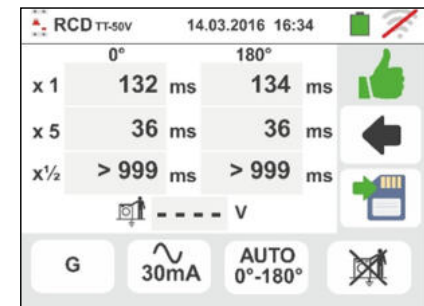 RCD TT-50V 14.03.2016 16:34
0° 180°
x 1 132 ms 134 ms
x 5 36 ms 36 ms
x½ > 999 ms > 999 ms
- - - - V
G 30mA AUTO 0°-180°